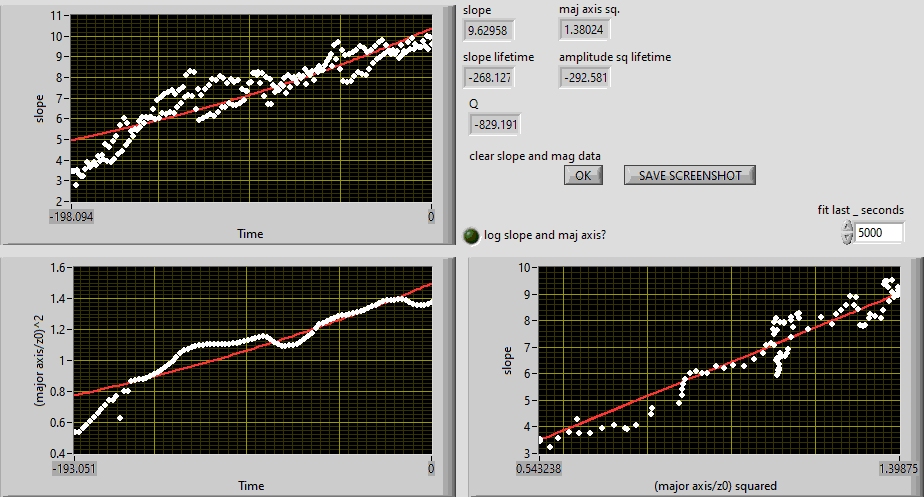 slope
maj axis sq.
9.62958
1.38024
slope lifetime
amplitude sq lifetime
-268.127
-292.581
Q
-829.191
clear slope and mag data
OK
SAVE SCREENSHOT
fit last _ seconds
5000
log slope and maj axis?
11
10
9
8
7
6
5
4
3
2
slope
-198.094
0
Time
1.6
1.4
1.2
1
0.8
0.6
0.4
(major axis/z0)^2
-193.051
0
Time
10
9
8
7
6
5
4
3
slope
0.543238
1.39875
(major axis/z0) squared